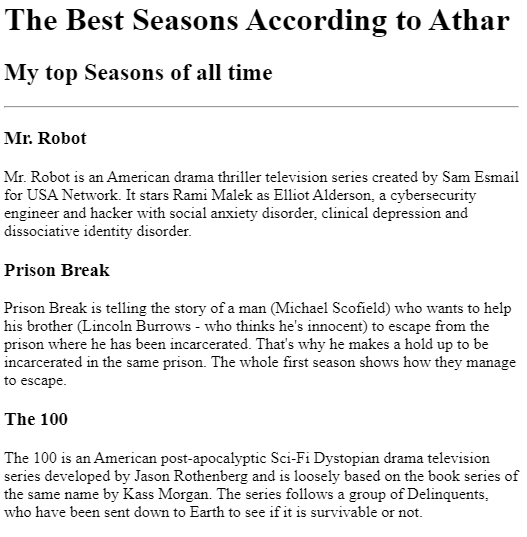 The Best Seasons According to Athar
My top Seasons of all time
Mr. Robot
Mr. Robot is an American drama thriller television series created by Sam Esmail
for USA Network. It stars Rami Malek as Elliot Alderson, a cybersecurity
engineer and hacker with social anxiety disorder, clinical depression and
dissociative identity disorder.
Prison Break
Prison Break is telling the story of a man (Michael Scofield) who wants to help
his brother (Lincoln Burrows - who thinks he's innocent) to escape from the
prison where he has been incarcerated. That's why he makes a hold up to be
incarcerated in the same prison. The whole first season shows how they manage
to escape.
The 100
The 100 is an American post-apocalyptic Sci-Fi Dystopian drama television
series developed by Jason Rothenberg and is loosely based on the book series of
the same name by Kass Morgan. The series follows a group of Delinquents,
who have been sent down to Earth to see if it is survivable or not.